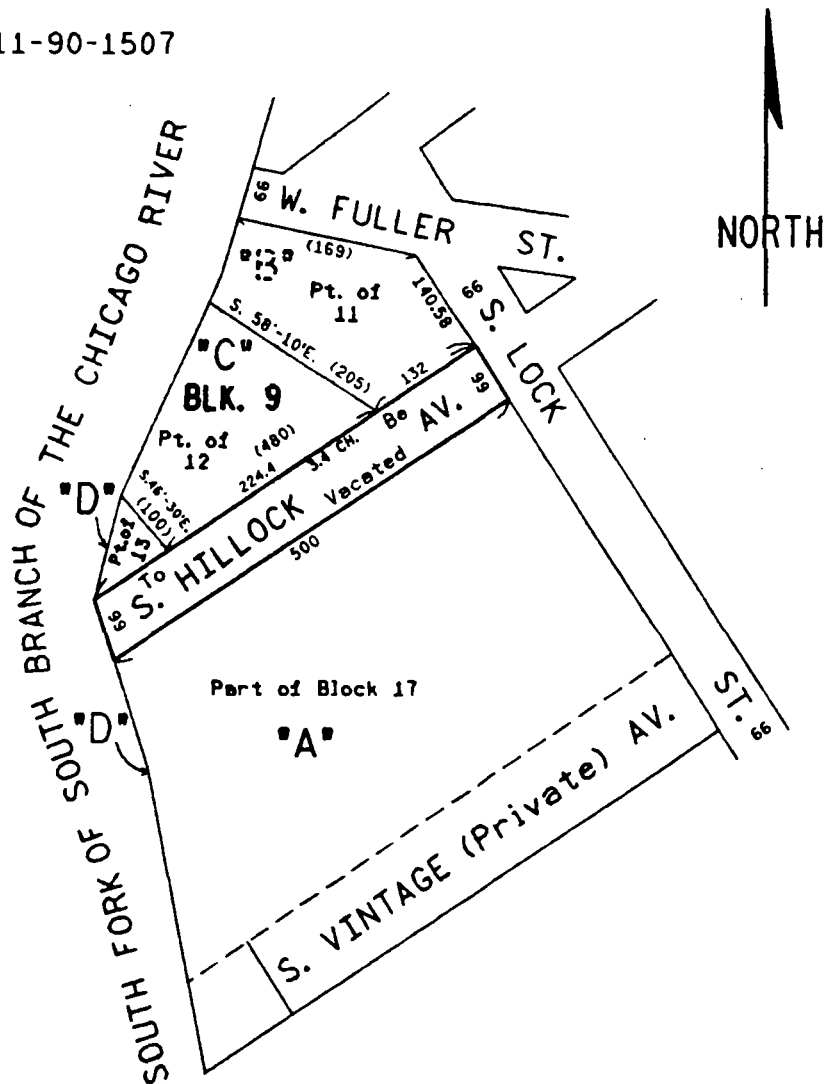 11-90-1507
NORTH
66
W. FULLER ST.
(169)
"B"
Pt. of
11
140.58
66
S. LOCK ST.
66
S. 58°-10'E. (205)
"C"
BLK. 9
Pt. of
12
132
(480)
224.4
3.4 CH.
66
To Be Vacated
S. HILLOCK AV.
66
500
S.46°-30'E.
(100)
"D"
Pt.of
13
Part of Block 17
"A"
"D"
S. VINTAGE (Private) AV.
SOUTH FORK OF SOUTH BRANCH OF THE CHICAGO RIVER